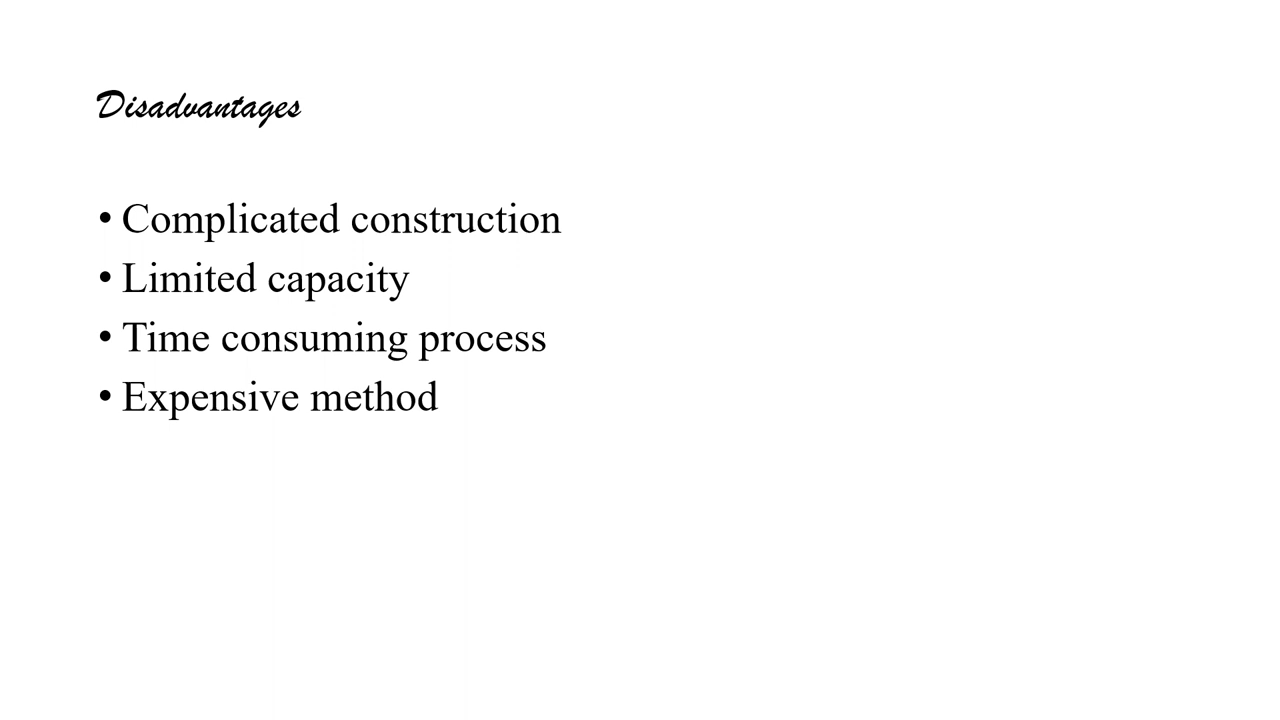 Disadvantages
• Complicated construction
• Limited capacity
• Time consuming process
• Expensive method